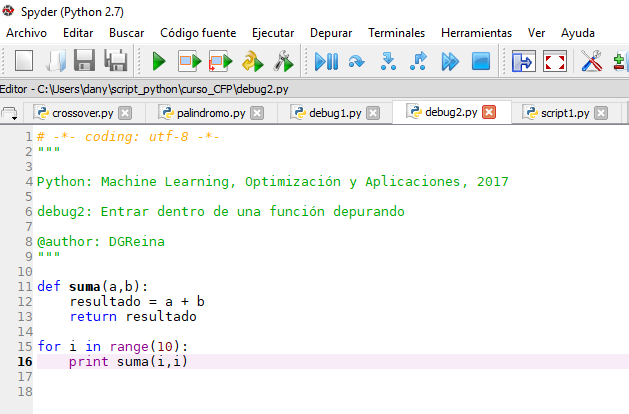 Spyder (Python 2.7)
Archivo Editar Buscar Código fuente Ejecutar Depurar Terminales Herramientas Ver Ayuda
Editor - C:\Users\dany\script_python\curso_CFP\debug2.py
crossover.py palindromo.py debug1.py debug2.py script1.py
1 # -*- coding: utf-8 -*-
2 """
3
4 Python: Machine Learning, Optimización y Aplicaciones, 2017
5
6 debug2: Entrar dentro de una función depurando
7
8 @author: DGReina
9 """
10
11 def suma(a,b):
12     resultado = a + b
13     return resultado
14
15 for i in range(10):
16     print suma(i,i)
17
18